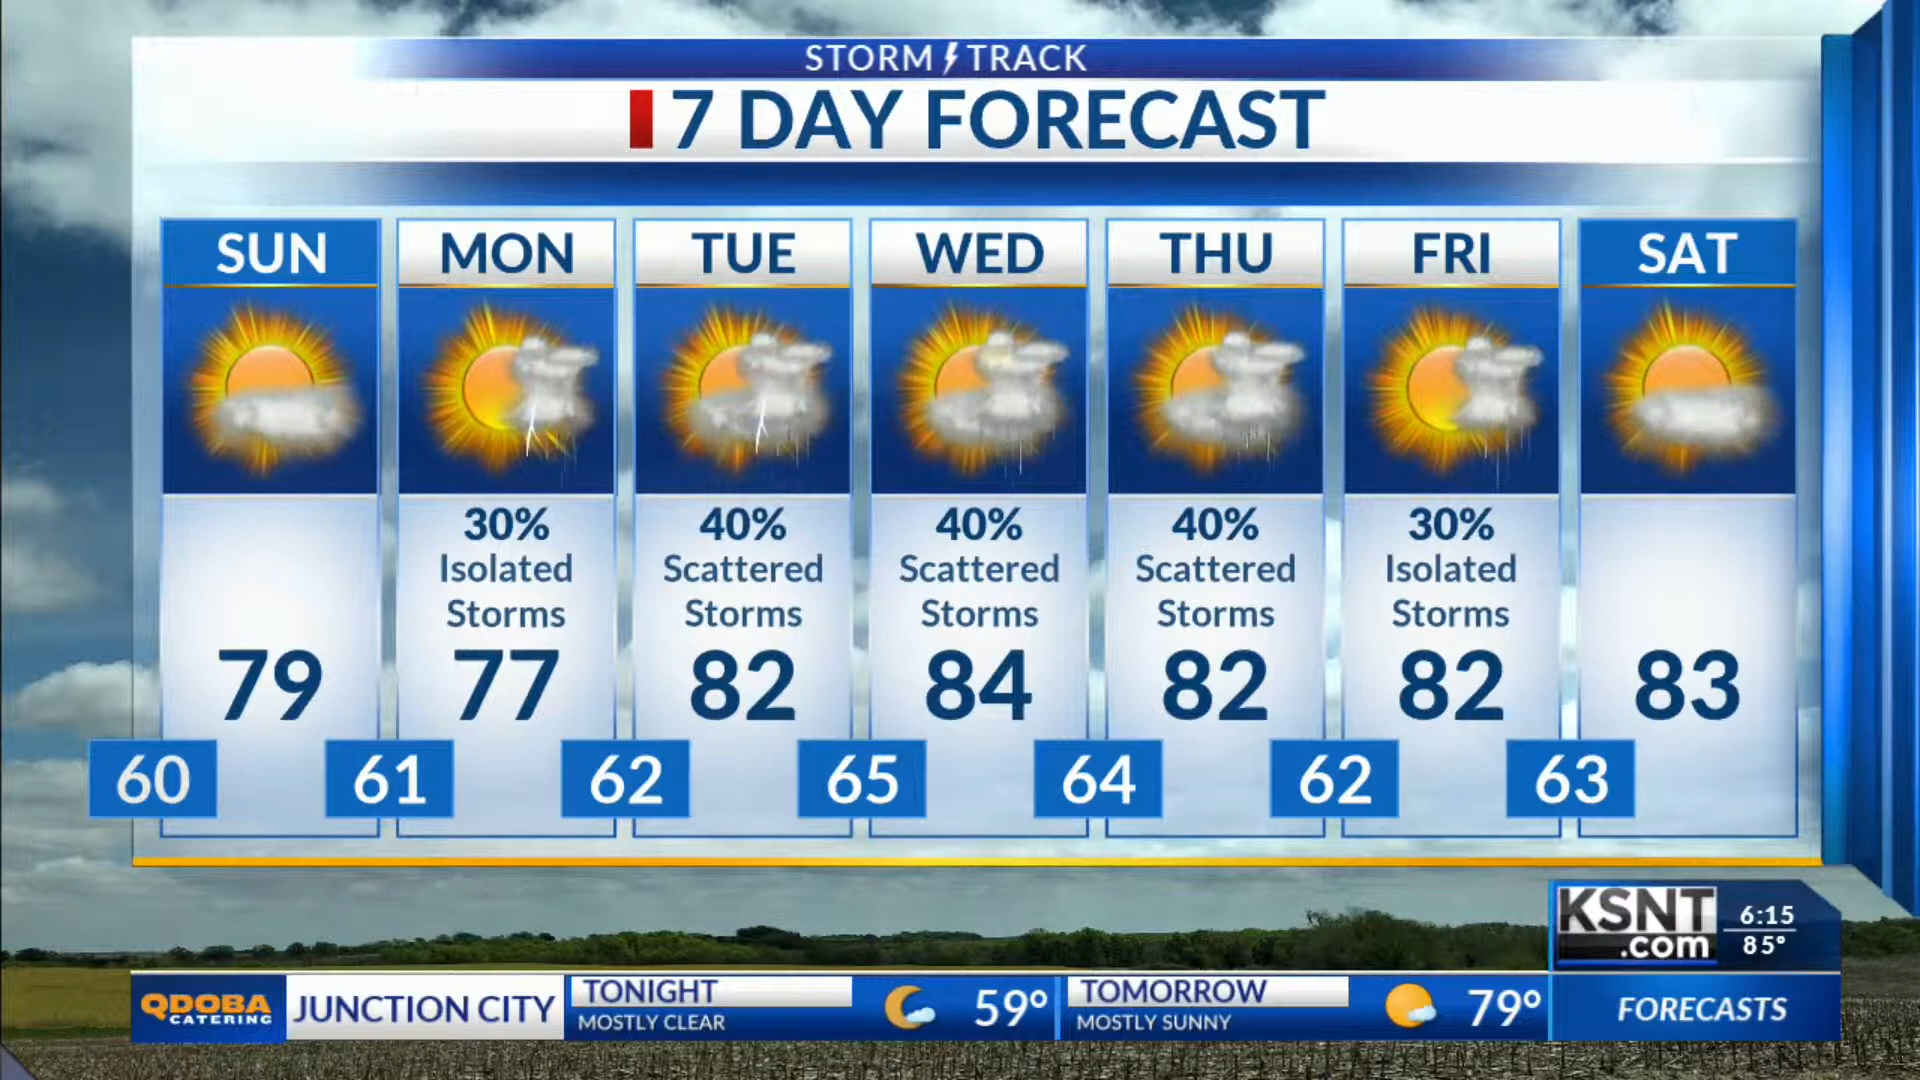 STORM TRACK
7 DAY FORECAST
SUN MON TUE WED THU FRI SAT
30% 40% 40% 40% 30%
Isolated Scattered Scattered Scattered Isolated
Storms Storms Storms Storms Storms
79 77 82 84 82 82 83
60 61 62 65 64 62 63
KSNT
.com
6:15
85°
QDOBA
CATERING
JUNCTION CITY
TONIGHT
MOSTLY CLEAR
59°
TOMORROW
MOSTLY SUNNY
79°
FORECASTS